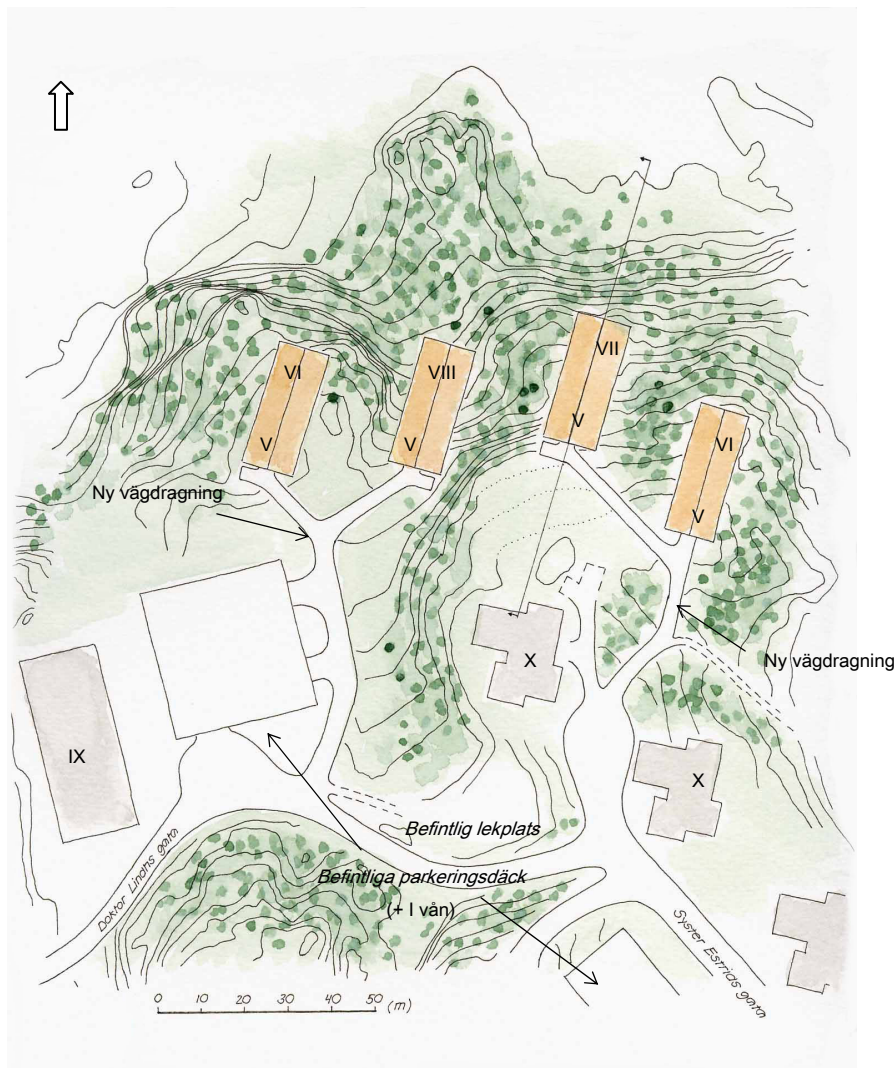 VII
VI
VIII
V
VI
V
V
Ny vägdragning
V
Ny vägdragning
X
IX
X
Befintlig lekplats
Befintliga parkeringsdäck
(+ I vån)
Doktor Lindhs gata
Syster Estrids gata
0 10 20 30 40 50 (m)